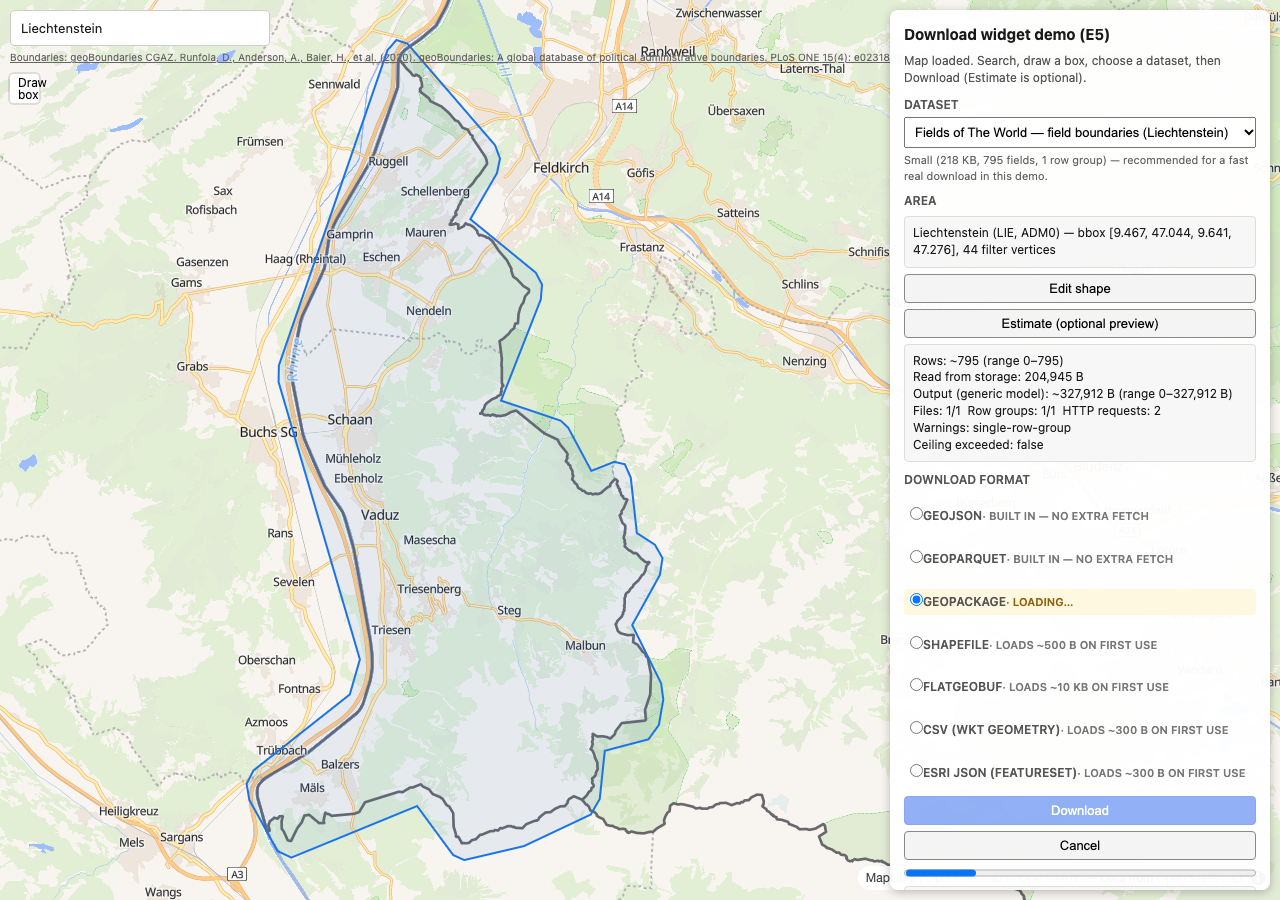 Liechtenstein
Boundaries: geoBoundaries CGAZ. Runfola, D., Anderson, A., Baier, H., et al. (2020). geoBoundaries: A global database of political administrative boundaries. PLoS ONE 15(4): e02318
Draw
box
Zwischenwasser
Rankweil
Laterns-Thal
Sennwald
A14
Übersaxen
Frümsen
Ruggell
Feldkirch
Göfis
Sax
Schellenberg
A14
Rofisbach
Satteins
Gamprin
Mauren
Frastanz
Schnifis
Haag (Rheintal)
Eschen
Gasenzen
Gams
Schlins
Nendeln
Rhine
Nenzing
Grabs
Schaan
Buchs SG
Mühleholz
Ebenholz
Vaduz
Rans
Masescha
Sevelen
Triesenberg
Steg
Triesen
Malbun
Oberschan
Fontnas
Azmoos
Trübbach
Balzers
Mäls
Heiligkreuz
Sargans
Mels
A3
Wangs
Map
Download widget demo (E5)
Map loaded. Search, draw a box, choose a dataset, then
Download (Estimate is optional).
DATASET
Fields of The World — field boundaries (Liechtenstein)
Small (218 KB, 795 fields, 1 row group) — recommended for a fast
real download in this demo.
AREA
Liechtenstein (LIE, ADM0) — bbox [9.467, 47.044, 9.641,
47.276], 44 filter vertices
Edit shape
Estimate (optional preview)
Rows: ~795 (range 0–795)
Read from storage: 204,945 B
Output (generic model): ~327,912 B (range 0–327,912 B)
Files: 1/1 Row groups: 1/1 HTTP requests: 2
Warnings: single-row-group
Ceiling exceeded: false
DOWNLOAD FORMAT
GEOJSON · BUILT IN — NO EXTRA FETCH
GEOPARQUET · BUILT IN — NO EXTRA FETCH
GEOPACKAGE · LOADING…
SHAPEFILE · LOADS ~500 B ON FIRST USE
FLATGEOBUF · LOADS ~10 KB ON FIRST USE
CSV (WKT GEOMETRY) · LOADS ~300 B ON FIRST USE
ESRI JSON (FEATURESET) · LOADS ~300 B ON FIRST USE
Download
Cancel